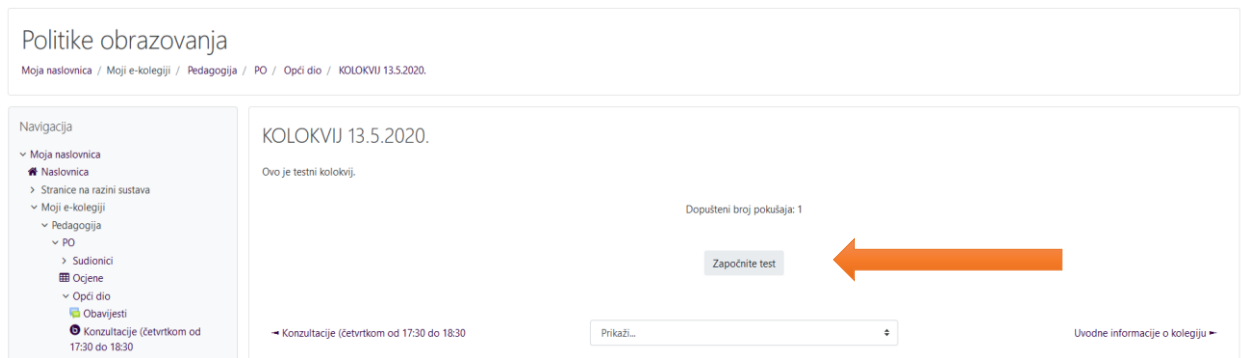 Politike obrazovanja
Moja naslovnica / Moji e-kolegiji / Pedagogija / PO / Opći dio / KOLOKVIJ 13.5.2020.
Navigacija
Moja naslovnica
Naslovnica
Stranice na razini sustava
Moji e-kolegiji
Pedagogija
PO
Sudionici
Ocjene
Opći dio
Obavijesti
Konzultacije (četvrtkom od
17:30 do 18:30
KOLOKVIJ 13.5.2020.
Ovo je testni kolokvij.
Dopušteni broj pokušaja: 1
Započnite test
◄ Konzultacije (četvrtkom od 17:30 do 18:30
Prikaži...
Uvodne informacije o kolegiju ►